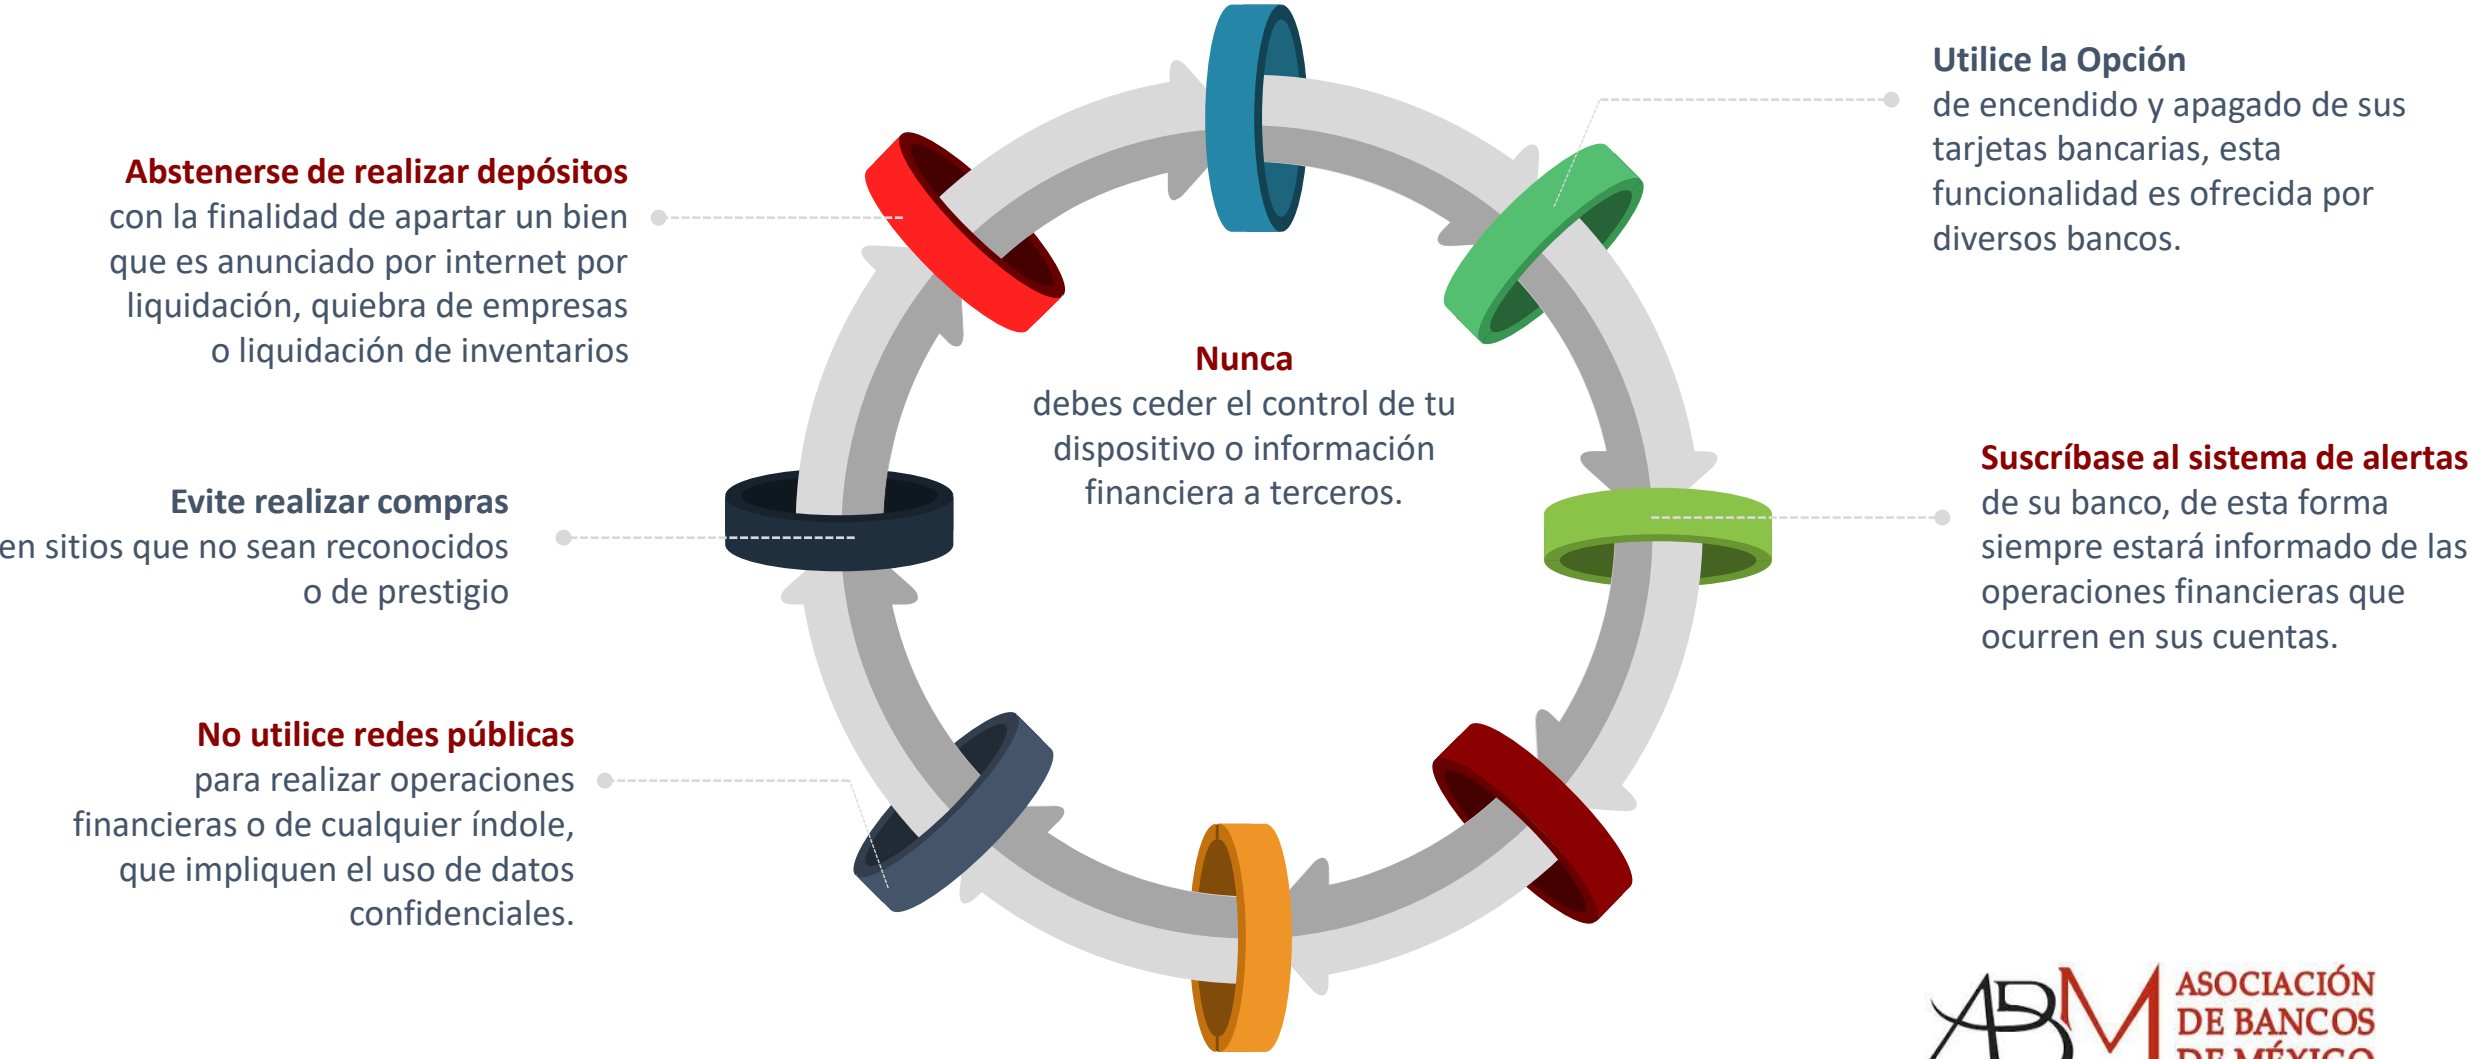 Utilice la Opción
de encendido y apagado de sus
tarjetas bancarias, esta
funcionalidad es ofrecida por
diversos bancos.
Abstenerse de realizar depósitos
con la finalidad de apartar un bien
que es anunciado por internet por
liquidación, quiebra de empresas
o liquidación de inventarios
Nunca
debes ceder el control de tu
dispositivo o información
financiera a terceros.
Suscríbase al sistema de alertas
de su banco, de esta forma
siempre estará informado de las
operaciones financieras que
ocurren en sus cuentas.
Evite realizar compras
en sitios que no sean reconocidos
o de prestigio
No utilice redes públicas
para realizar operaciones
financieras o de cualquier índole,
que impliquen el uso de datos
confidenciales.
ABM
ASOCIACIÓN
DE BANCOS
DE MÉXICO